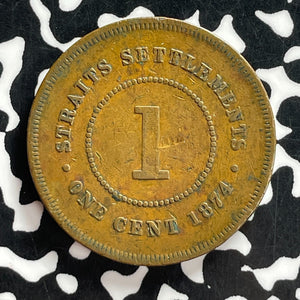 STRAITS SETTLEMENTS
1
· ONE CENT 1874 ·